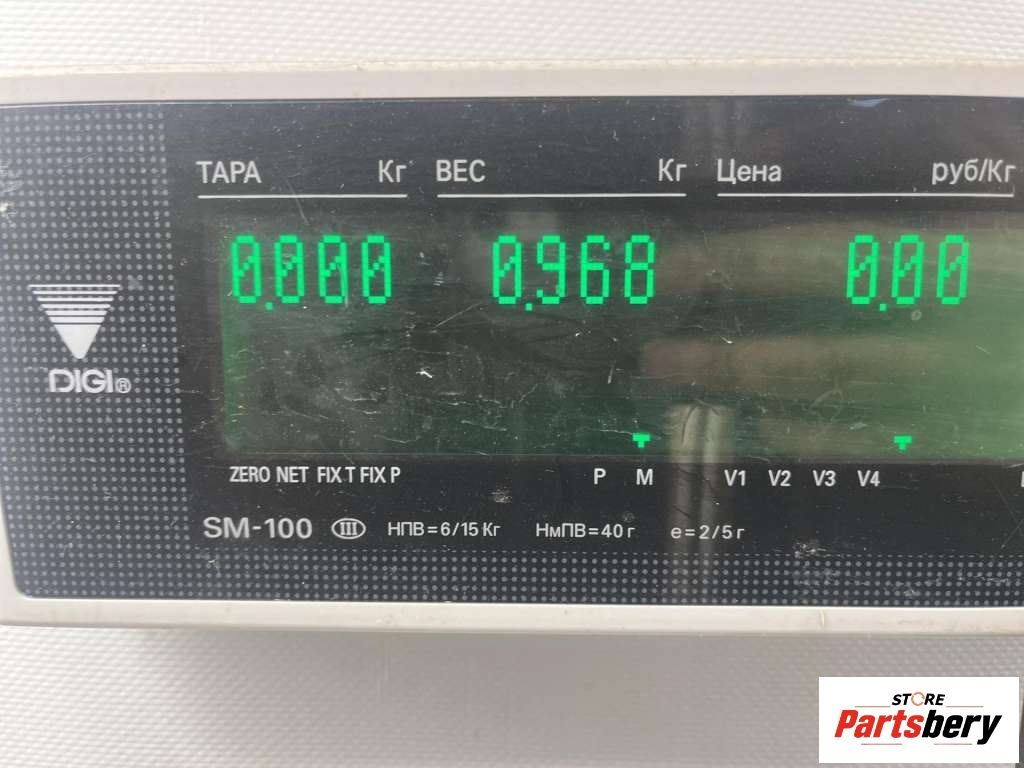 ТАРА Кг ВЕС Кг Цена руб/Кг
0.000 0.968 0.00
DIGI®
ZERO NET FIX T FIX P P M V1 V2 V3 V4
SM-100 III НПВ=6/15 Кг НмПВ=40 г e=2/5 г
STORE
Partsbery